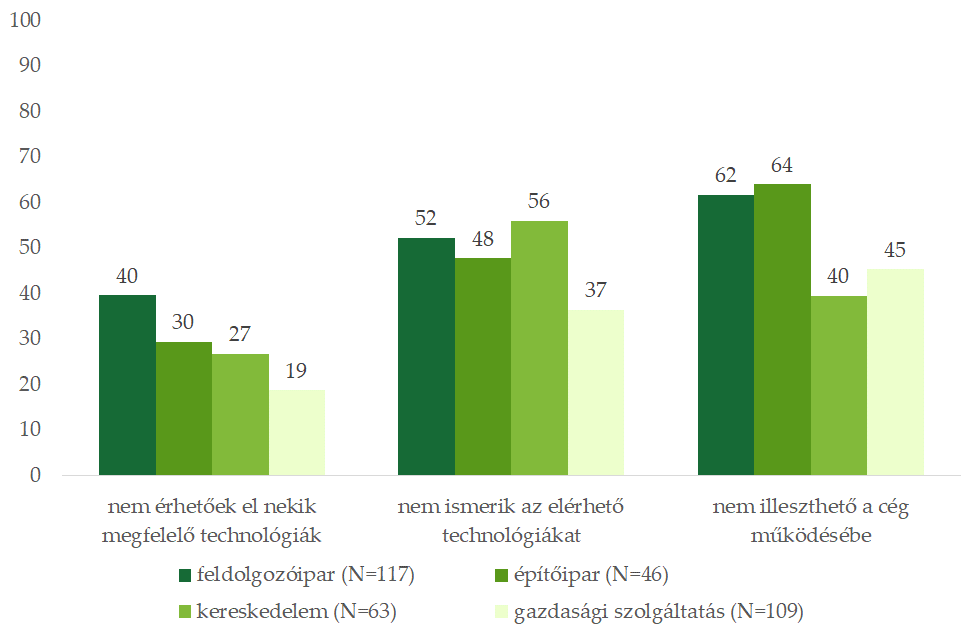 100
90
80
70
60
50
40
30
20
10
0
40
30
27
19
52
48
56
37
62
64
40
45
nem érhetőek el nekik
megfelelő technológiák
nem ismerik az elérhető
technológiákat
nem illeszthető a cég
működésébe
feldolgozóipar (N=117)
építőipar (N=46)
kereskedelem (N=63)
gazdasági szolgáltatás (N=109)